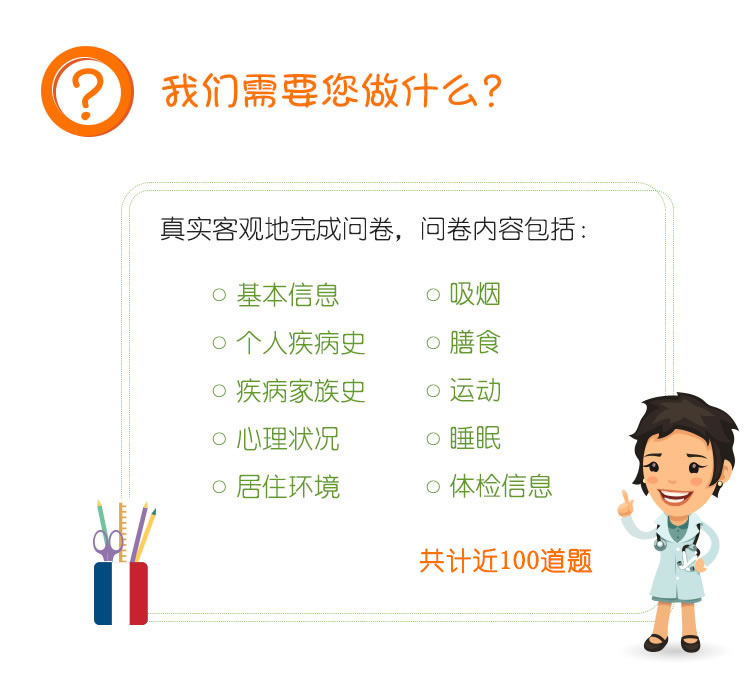 ?
我们需要您做什么?
真实客观地完成问卷，问卷内容包括:
○ 基本信息
○ 个人疾病史
○ 疾病家族史
○ 心理状况
○ 居住环境
○ 吸烟
○ 膳食
○ 运动
○ 睡眠
○ 体检信息
共计近100道题